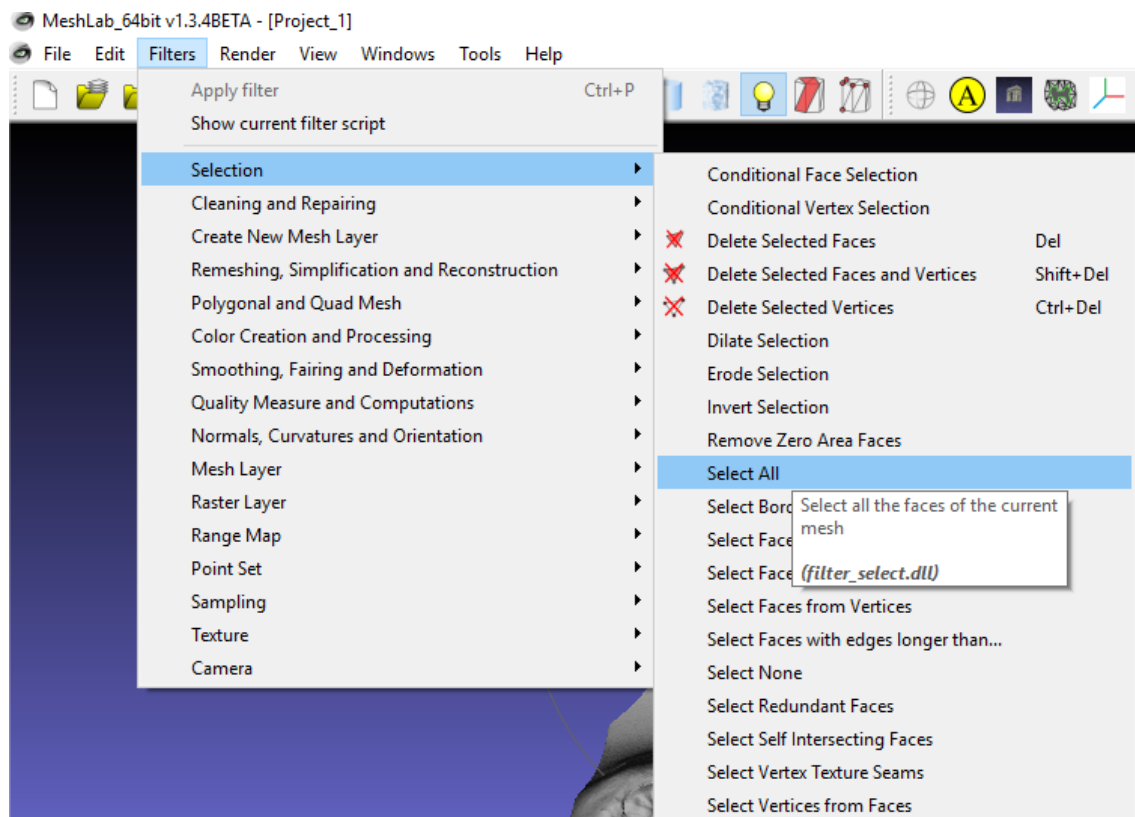 MeshLab_64bit v1.3.4BETA - [Project_1]
File Edit Filters Render View Windows Tools Help
Apply filter Ctrl+P
Show current filter script
A
Selection
Cleaning and Repairing
Create New Mesh Layer
Remeshing, Simplification and Reconstruction
Polygonal and Quad Mesh
Color Creation and Processing
Smoothing, Fairing and Deformation
Quality Measure and Computations
Normals, Curvatures and Orientation
Mesh Layer
Raster Layer
Range Map
Point Set
Sampling
Texture
Camera
Conditional Face Selection
Conditional Vertex Selection
Delete Selected Faces Del
Delete Selected Faces and Vertices Shift+Del
Delete Selected Vertices Ctrl+Del
Dilate Selection
Erode Selection
Invert Selection
Remove Zero Area Faces
Select All
Select Bord
Select Face
Select Face
Select all the faces of the current
mesh
(filter_select.dll)
Select Faces from Vertices
Select Faces with edges longer than...
Select None
Select Redundant Faces
Select Self Intersecting Faces
Select Vertex Texture Seams
Select Vertices from Faces